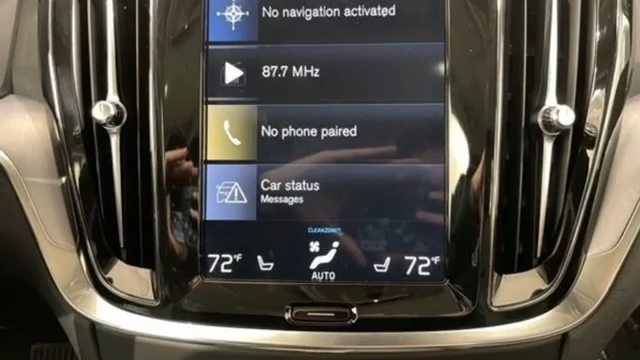 No navigation activated
87.7 MHz
No phone paired
Car status
Messages
CLEANZONE
72°F 72°F
AUTO